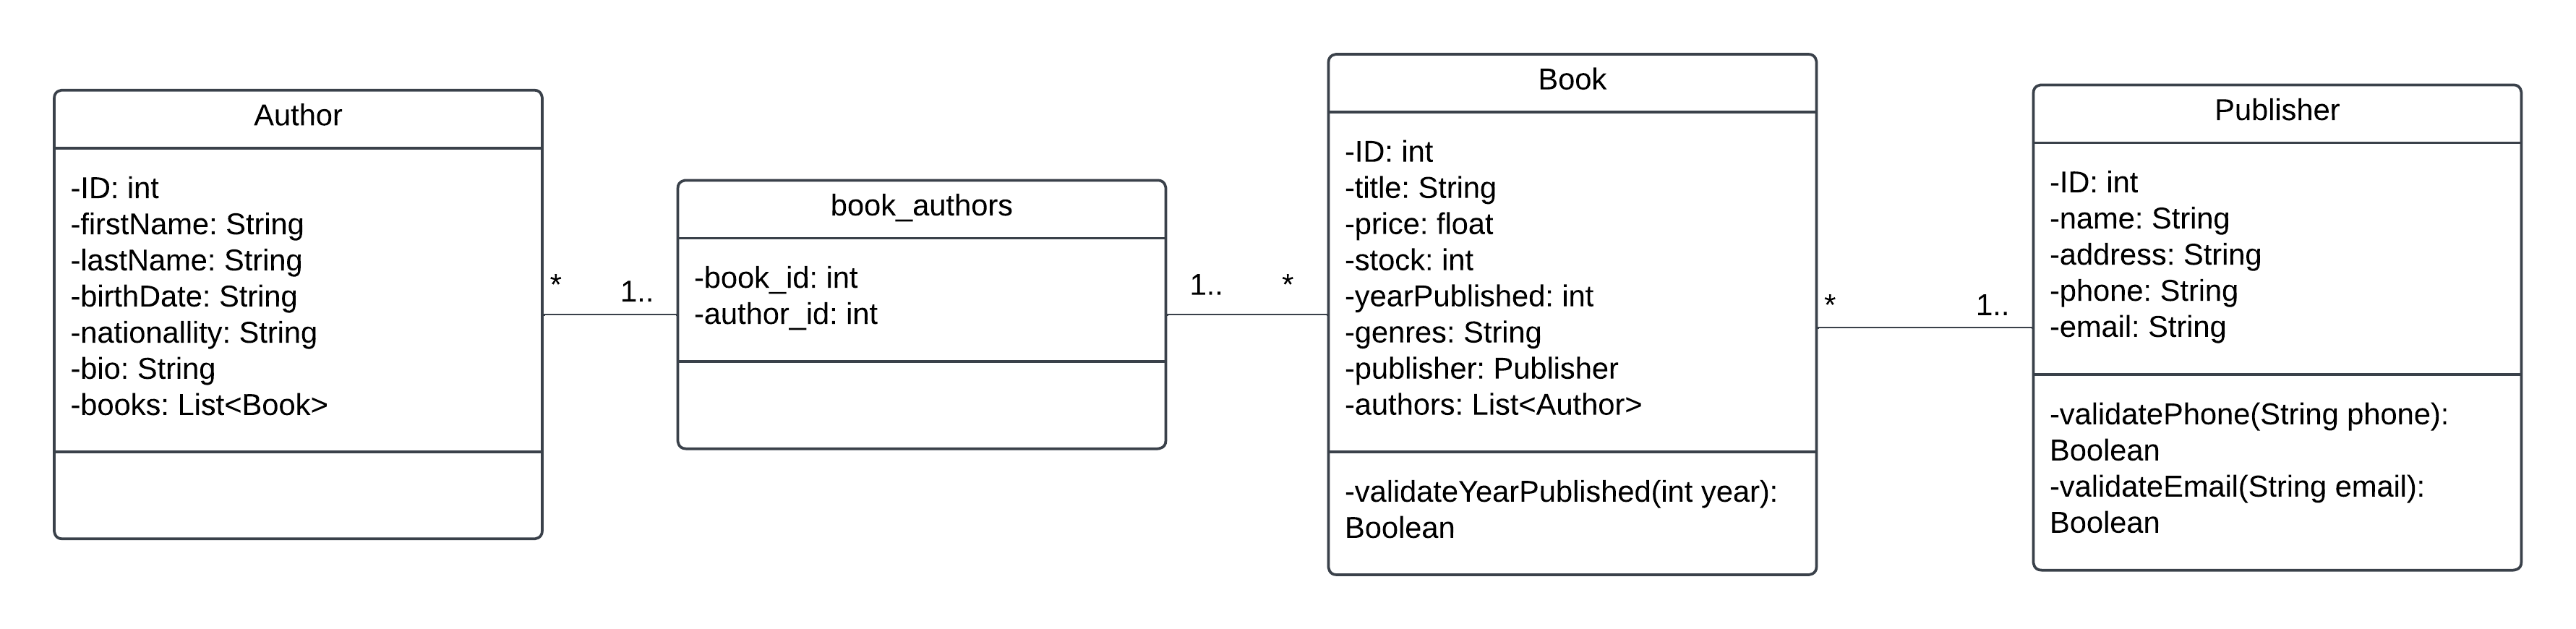 Author
-ID: int
-firstName: String
-lastName: String
-birthDate: String
-nationallity: String
-bio: String
-books: List<Book>
*
1..
book_authors
-book_id: int
-author_id: int
1..
*
Book
-ID: int
-title: String
-price: float
-stock: int
-yearPublished: int
-genres: String
-publisher: Publisher
-authors: List<Author>
-validateYearPublished(int year):
Boolean
*
1..
Publisher
-ID: int
-name: String
-address: String
-phone: String
-email: String
-validatePhone(String phone):
Boolean
-validateEmail(String email):
Boolean